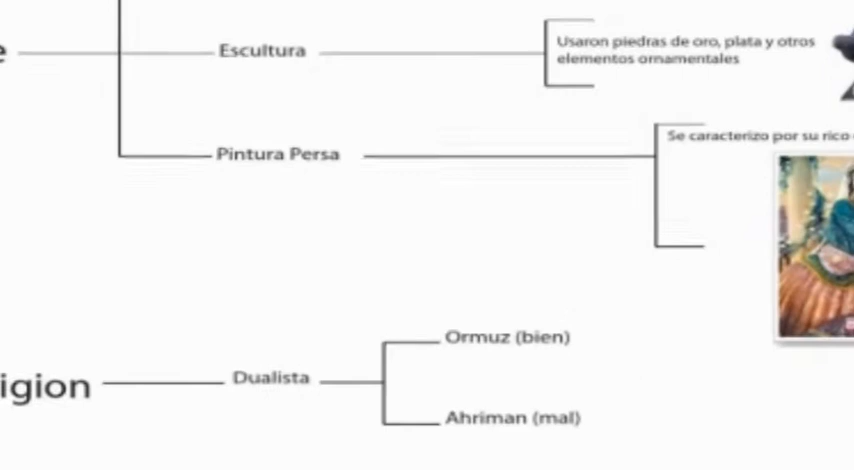 Escultura
Usaron piedras de oro, plata y otros
elementos ornamentales
Pintura Persa
Se caracterizo por su rico
Ormuz (bien)
igion
Dualista
Ahriman (mal)